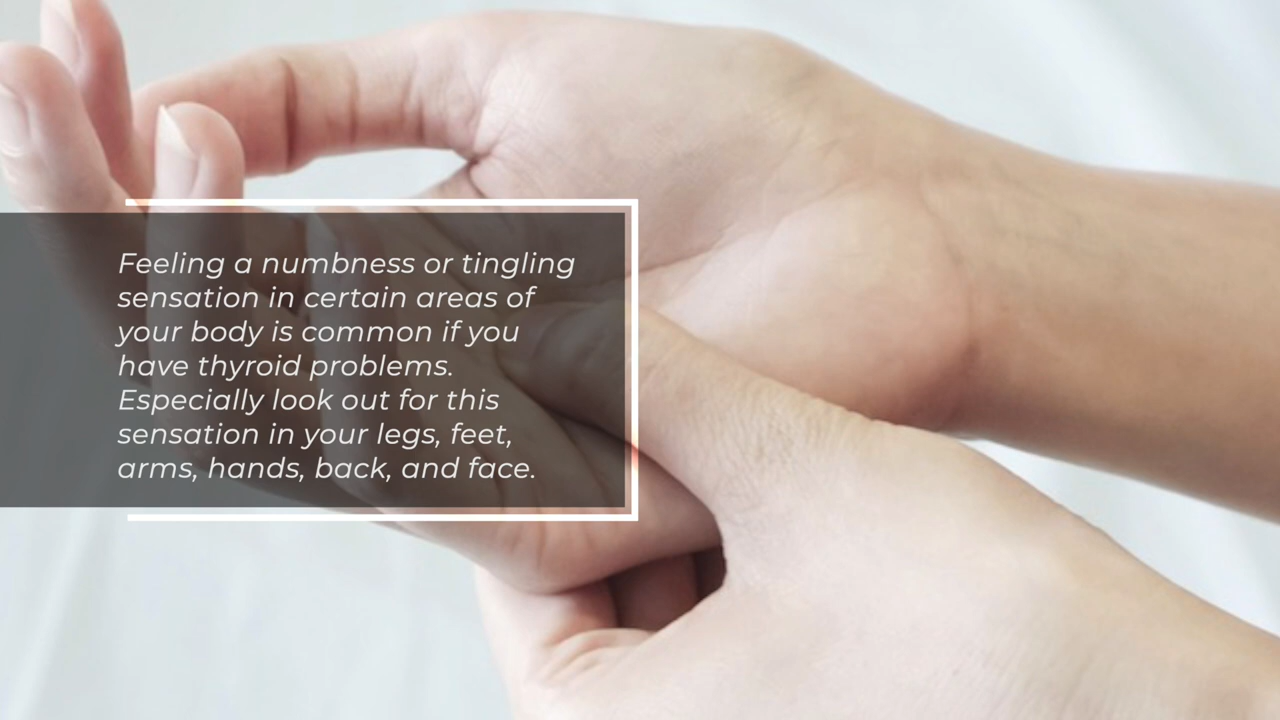 Feeling a numbness or tingling
sensation in certain areas of
your body is common if you
have thyroid problems.
Especially look out for this
sensation in your legs, feet,
arms, hands, back, and face.